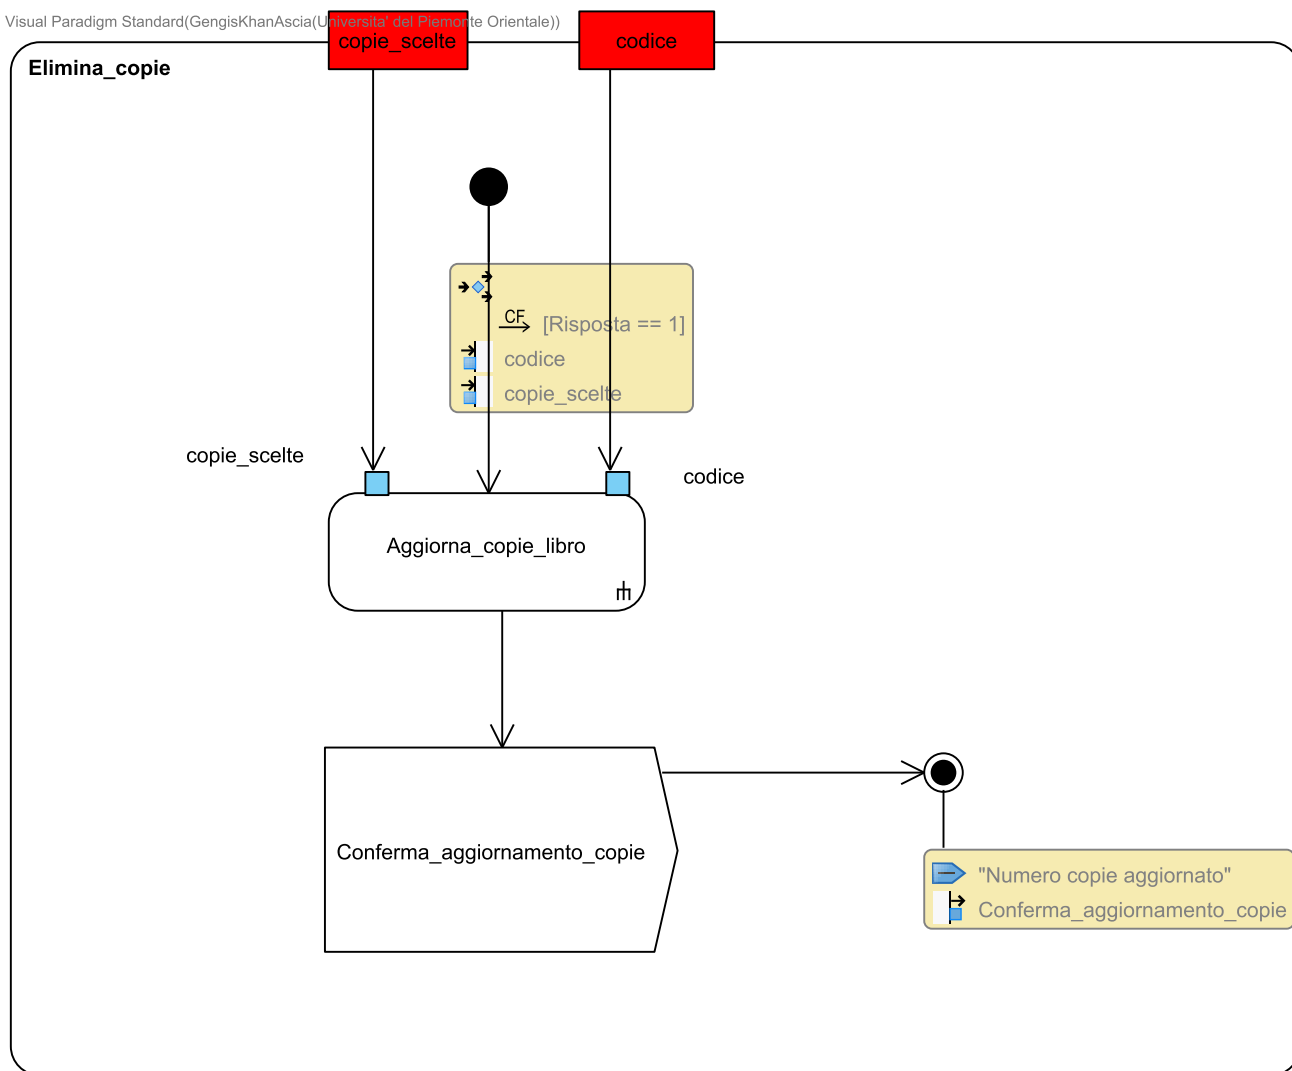 Visual Paradigm Standard(GengisKhanAscia(Universita' del Piemonte Orientale))
copie_scelte
codice
Elimina_copie
CF
[Risposta == 1]
codice
copie_scelte
copie_scelte
codice
Aggiorna_copie_libro
Conferma_aggiornamento_copie
"Numero copie aggiornato"
Conferma_aggiornamento_copie